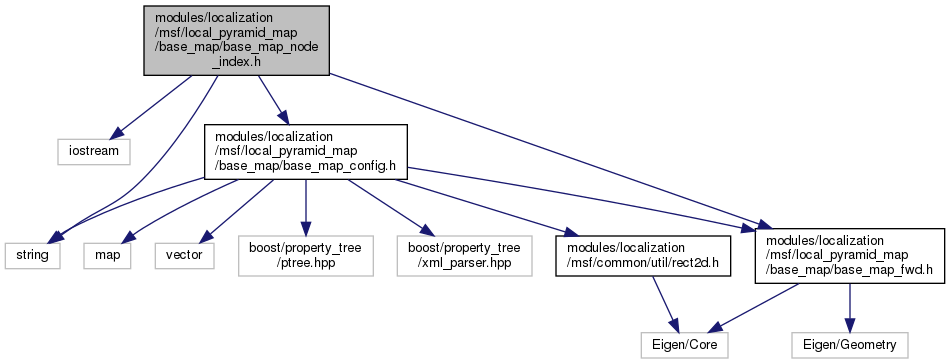 modules/localization
/msf/local_pyramid_map
/base_map/base_map_node
_index.h
iostream
modules/localization
/msf/local_pyramid_map
/base_map/base_map_config.h
string
map
vector
boost/property_tree
/ptree.hpp
boost/property_tree
/xml_parser.hpp
modules/localization
/msf/common/util/rect2d.h
modules/localization
/msf/local_pyramid_map
/base_map/base_map_fwd.h
Eigen/Core
Eigen/Geometry